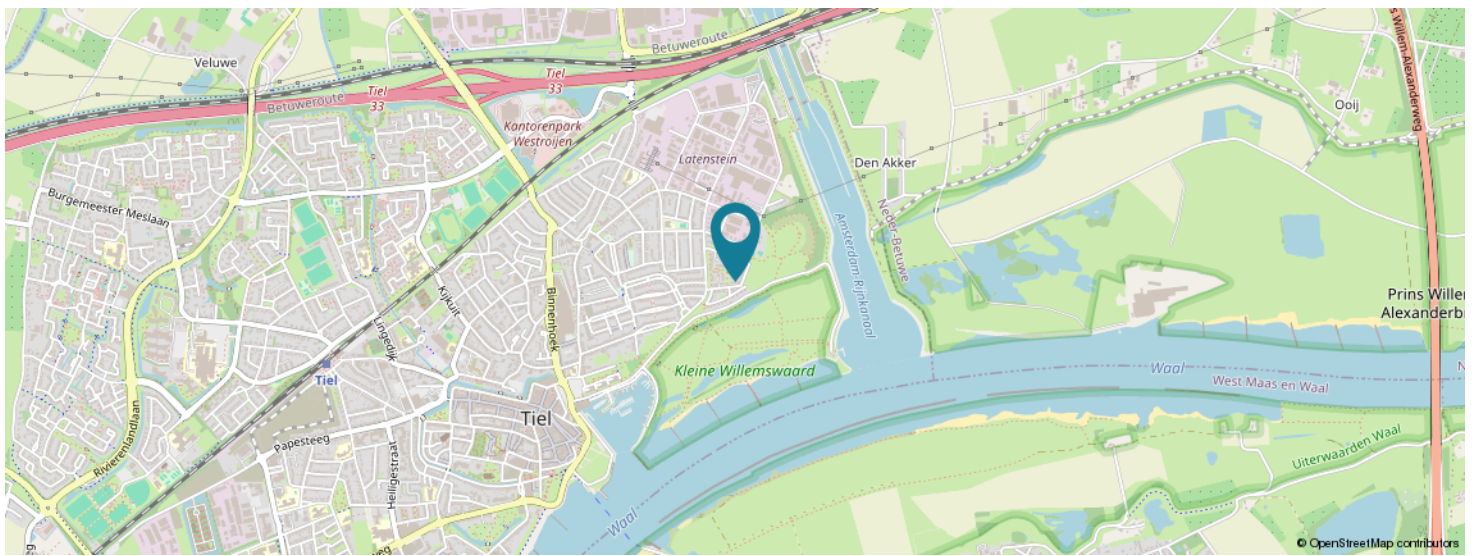 Veluwe
Betuweroute
Betuweroute
Tiel
33
Tiel
33
Kantorenpark
Westroijen
Latenstein
Den Akker
Ooij
Prins Willem-Alexanderweg
Burgemeester Meslaan
Neder-Betuwe
Amsterdam Rijnkanaal
Kijkuit
Lingedijk
Binnenhoek
Prins Willem
Alexanderb
Kleine Willemswaard
Waal
West Maas en Waal
N
Tiel
Tiel
Rivierenlandlaan
Papesteeg
Heiligestraat
Uiterwaarden Waal
Waal
weg
© OpenStreetMap contributors